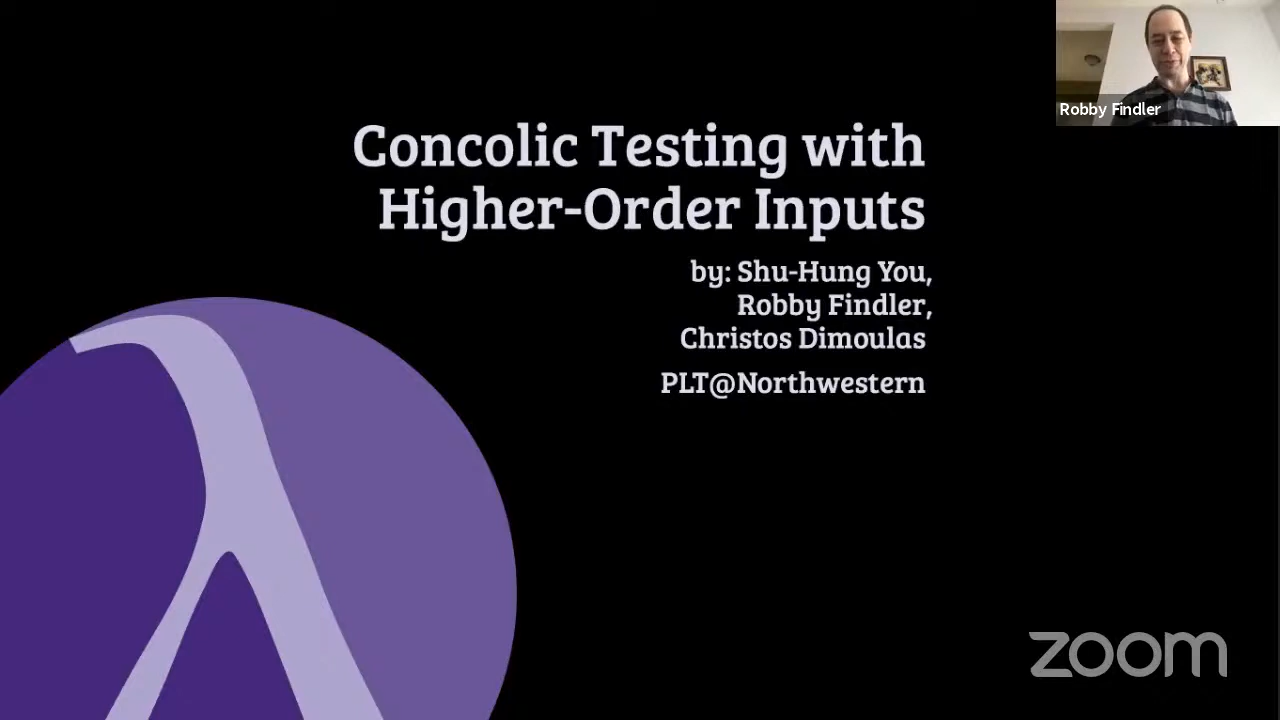 Robby Findler
Concolic Testing with
Higher-Order Inputs
by: Shu-Hung You,
Robby Findler,
Christos Dimoulas
PLT@Northwestern
zoom